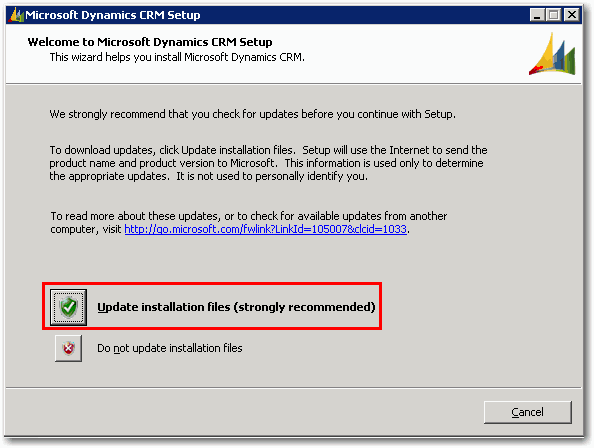 Microsoft Dynamics CRM Setup
Welcome to Microsoft Dynamics CRM Setup
This wizard helps you install Microsoft Dynamics CRM.
We strongly recommend that you check for updates before you continue with Setup.
To download updates, click Update installation files.  Setup will use the Internet to send the
product name and product version to Microsoft.  This information is used only to determine
the appropriate updates.  It is not used to personally identify you.
To read more about these updates, or to check for available updates from another
computer, visit http://go.microsoft.com/fwlink?LinkId=105007&clcid=1033.
Update installation files (strongly recommended)
Do not update installation files
Cancel